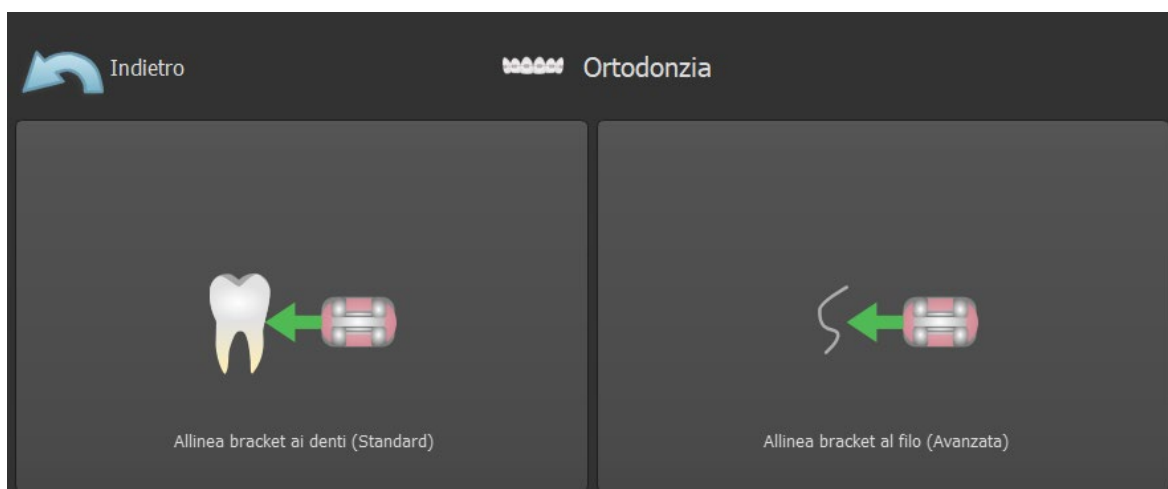 Indietro
Ortodonzia
Allinea bracket ai denti (Standard)
Allinea bracket al filo (Avanzata)